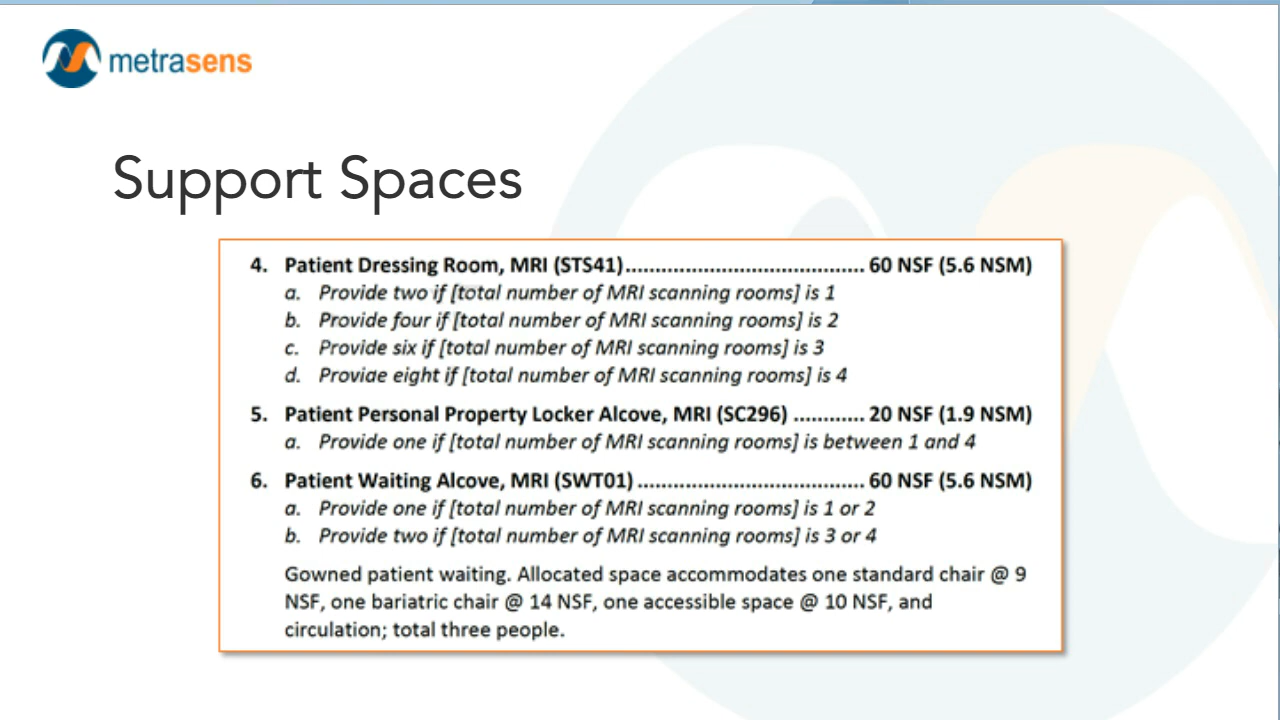 metrasens
Support Spaces
4. Patient Dressing Room, MRI (STS41)........................................ 60 NSF (5.6 NSM)
a. Provide two if [total number of MRI scanning rooms] is 1
b. Provide four if [total number of MRI scanning rooms] is 2
c. Provide six if [total number of MRI scanning rooms] is 3
d. Provide eight if [total number of MRI scanning rooms] is 4
5. Patient Personal Property Locker Alcove, MRI (SC296) ............ 20 NSF (1.9 NSM)
a. Provide one if [total number of MRI scanning rooms] is between 1 and 4
6. Patient Waiting Alcove, MRI (SWT01) ...................................... 60 NSF (5.6 NSM)
a. Provide one if [total number of MRI scanning rooms] is 1 or 2
b. Provide two if [total number of MRI scanning rooms] is 3 or 4
Gowned patient waiting. Allocated space accommodates one standard chair @ 9
NSF, one bariatric chair @ 14 NSF, one accessible space @ 10 NSF, and
circulation; total three people.